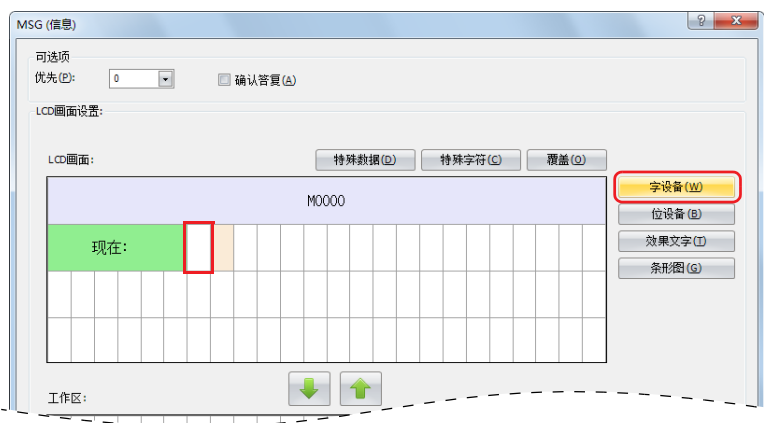 MSG (信息)
可选项
优先(P): 0 确认答复(A)
LCD画面设置:
LCD画面: 特殊数据(D) 特殊字符(C) 覆盖(O)
M0000 字设备(W)
位设备(B)
现在: 效果文字(T)
条形图(G)
工作区: